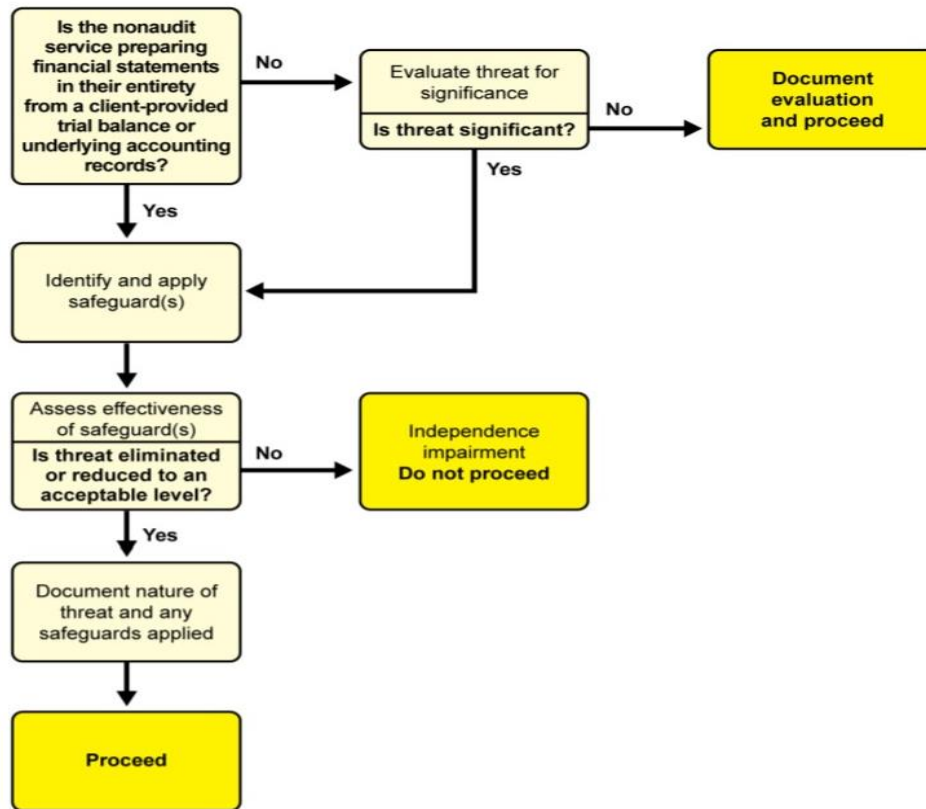 Is the nonaudit
service preparing
financial statements
in their entirety
from a client-provided
trial balance or
underlying accounting
records?
No
Evaluate threat for
significance
Is threat significant?
No
Document
evaluation
and proceed
Yes
Yes
Identify and apply
safeguard(s)
Assess effectiveness
of safeguard(s)
Is threat eliminated
or reduced to an
acceptable level?
No
Independence
impairment
Do not proceed
Yes
Document nature of
threat and any
safeguards applied
Proceed